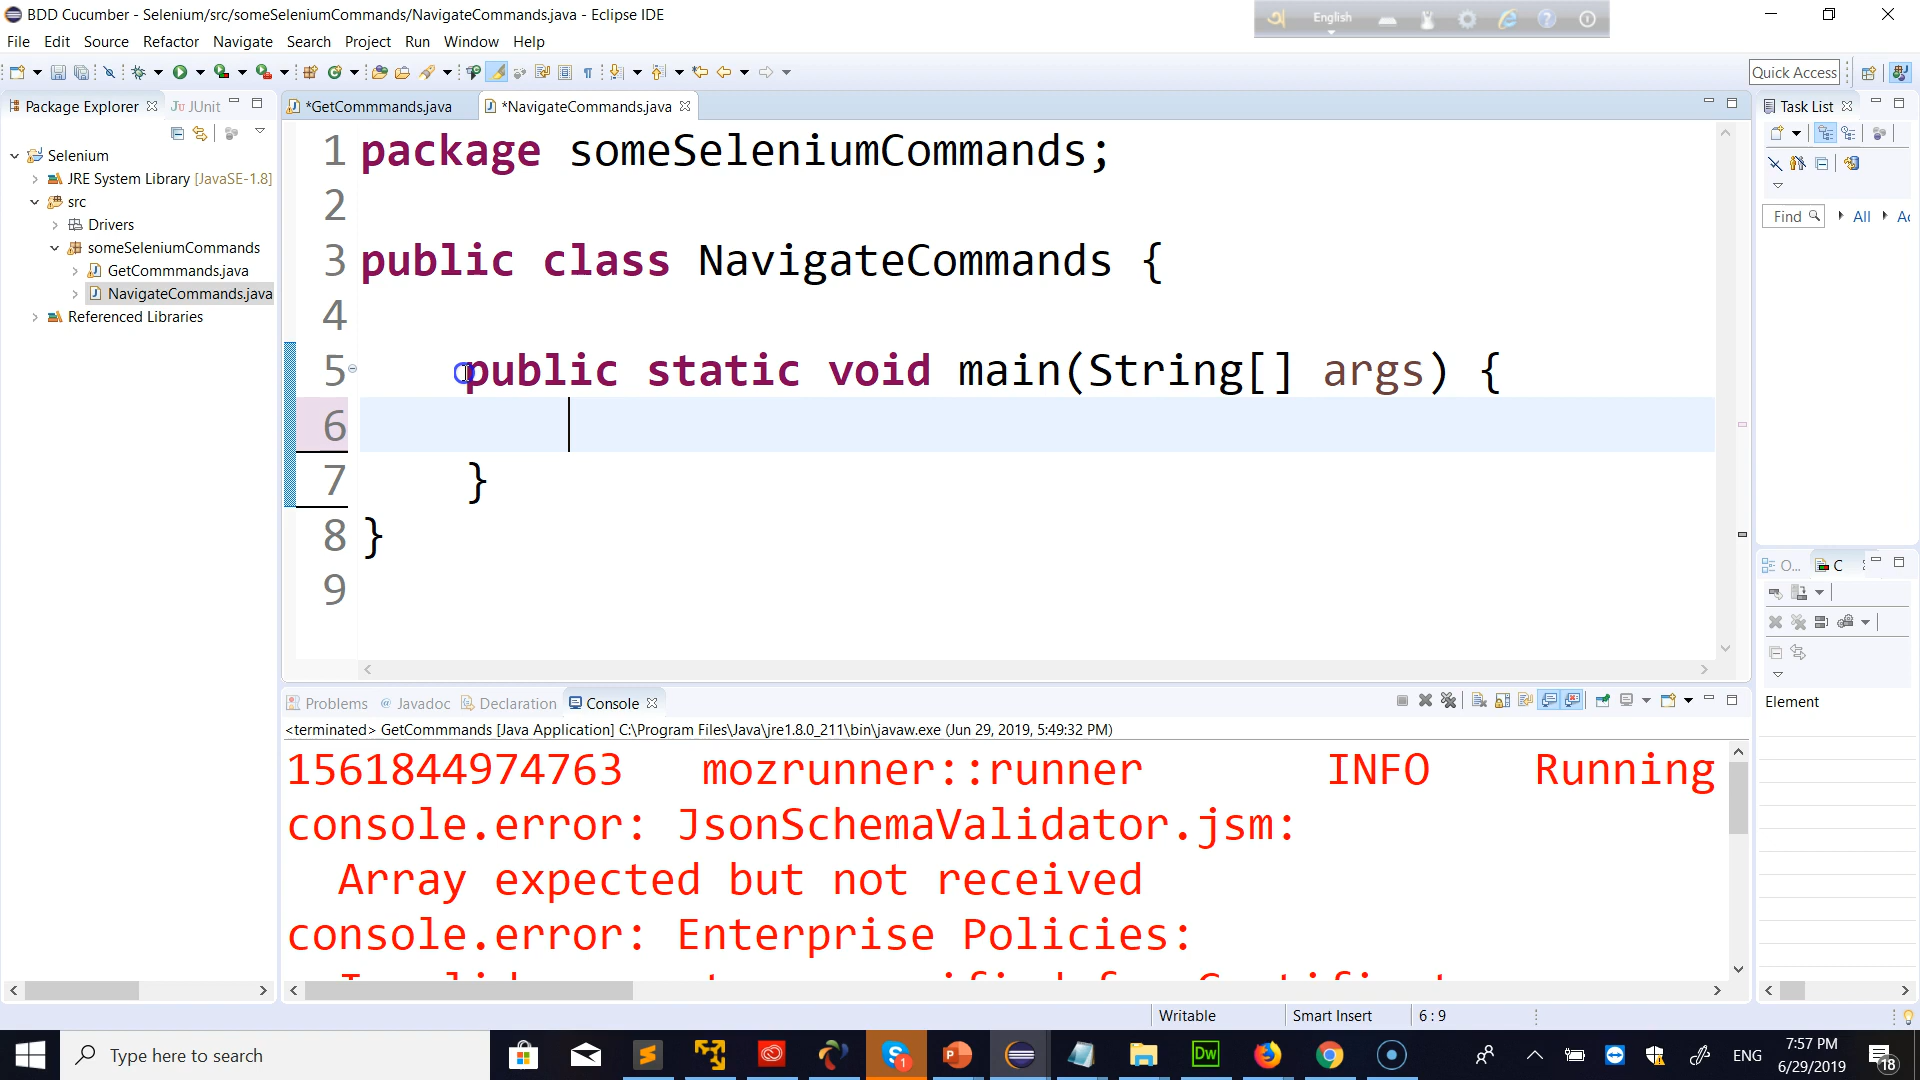 BDD Cucumber - Selenium/src/someSeleniumCommands/NavigateCommands.java - Eclipse IDE
English
File Edit Source Refactor Navigate Search Project Run Window Help
Quick Access
Package Explorer
JUnit
*GetCommmands.java
*NavigateCommands.java
Task List
Selenium
JRE System Library [JavaSE-1.8]
src
Drivers
someSeleniumCommands
GetCommmands.java
NavigateCommands.java
Referenced Libraries
1 package someSeleniumCommands;
2
3 public class NavigateCommands {
4
5 public static void main(String[] args) {
6
7 }
8 }
9
Find
All
Problems
Javadoc
Declaration
Console
<terminated> GetCommmands [Java Application] C:\Program Files\Java\jre1.8.0_211\bin\javaw.exe (Jun 29, 2019, 5:49:32 PM)
1561844974763 mozrunner::runner INFO Running
console.error: JsonSchemaValidator.jsm:
Array expected but not received
console.error: Enterprise Policies:
O...
C
Element
Writable
Smart Insert
6 : 9
Type here to search
Dw
ENG
7:57 PM
6/29/2019
18